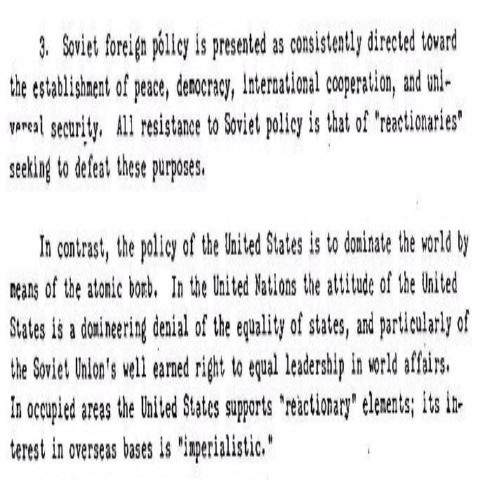 3. Soviet foreign policy is presented as consistently directed toward
the establishment of peace, democracy, international cooperation, and uni-
versal security. All resistance to Soviet policy is that of "reactionaries"
seeking to defeat these purposes.
In contrast, the policy of the United States is to dominate the world by
means of the atomic bomb. In the United Nations the attitude of the United
States is a domineering denial of the equality of states, and particularly of
the Soviet Union's well earned right to equal leadership in world affairs.
In occupied areas the United States supports "reactionary" elements; its in-
terest in overseas bases is "imperialistic."